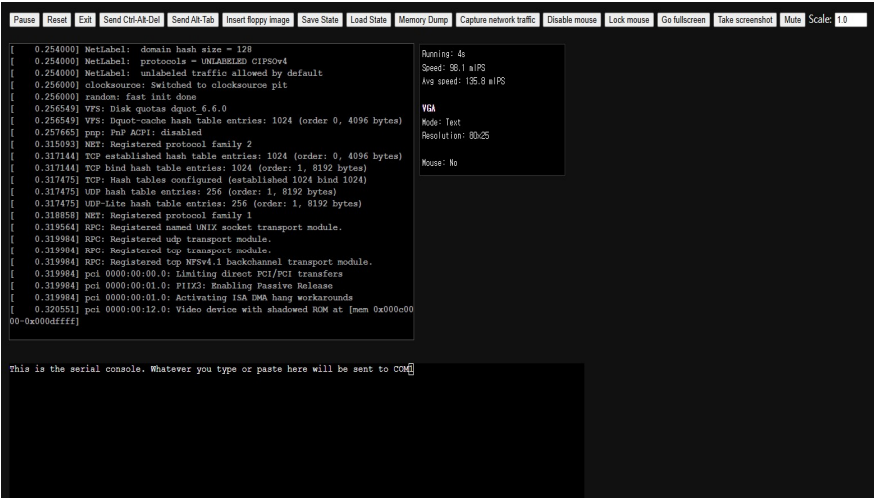 Pause Reset Exit Send Ctrl-Alt-Del Send Alt-Tab Insert floppy image Save State Load State Memory Dump Capture network traffic Disable mouse Lock mouse Go fullscreen Take screenshot Mute Scale: 1.0
[    0.254000] NetLabel:  domain hash size = 128
[    0.254000] NetLabel:  protocols = UNLABELED CIPSOv4
[    0.254000] NetLabel:  unlabeled traffic allowed by default
[    0.256000] clocksource: Switched to clocksource pit
[    0.256000] random: fast init done
[    0.256549] VFS: Disk quotas dquot_6.6.0
[    0.256549] VFS: Dquot-cache hash table entries: 1024 (order 0, 4096 bytes)
[    0.257665] pnp: PnP ACPI: disabled
[    0.315093] NET: Registered protocol family 2
[    0.317144] TCP established hash table entries: 1024 (order: 0, 4096 bytes)
[    0.317144] TCP bind hash table entries: 1024 (order: 1, 8192 bytes)
[    0.317475] TCP: Hash tables configured (established 1024 bind 1024)
[    0.317475] UDP hash table entries: 256 (order: 1, 8192 bytes)
[    0.317475] UDP-Lite hash table entries: 256 (order: 1, 8192 bytes)
[    0.318858] NET: Registered protocol family 1
[    0.319564] RPC: Registered named UNIX socket transport module.
[    0.319984] RPC: Registered udp transport module.
[    0.319984] RPC: Registered tcp transport module.
[    0.319984] RPC: Registered tcp NFSv4.1 backchannel transport module.
[    0.319984] pci 0000:00:00.0: Limiting direct PCI/PCI transfers
[    0.319984] pci 0000:00:01.0: PIIX3: Enabling Passive Release
[    0.319984] pci 0000:00:01.0: Activating ISA DMA hang workarounds
[    0.320551] pci 0000:00:12.0: Video device with shadowed ROM at [mem 0x000c00
00-0x000dffff]
Running: 4s
Speed: 98.1 mIPS
Avg speed: 135.8 mIPS
VGA
Mode: Text
Resolution: 80x25
Mouse: No
This is the serial console. Whatever you type or paste here will be sent to COM1